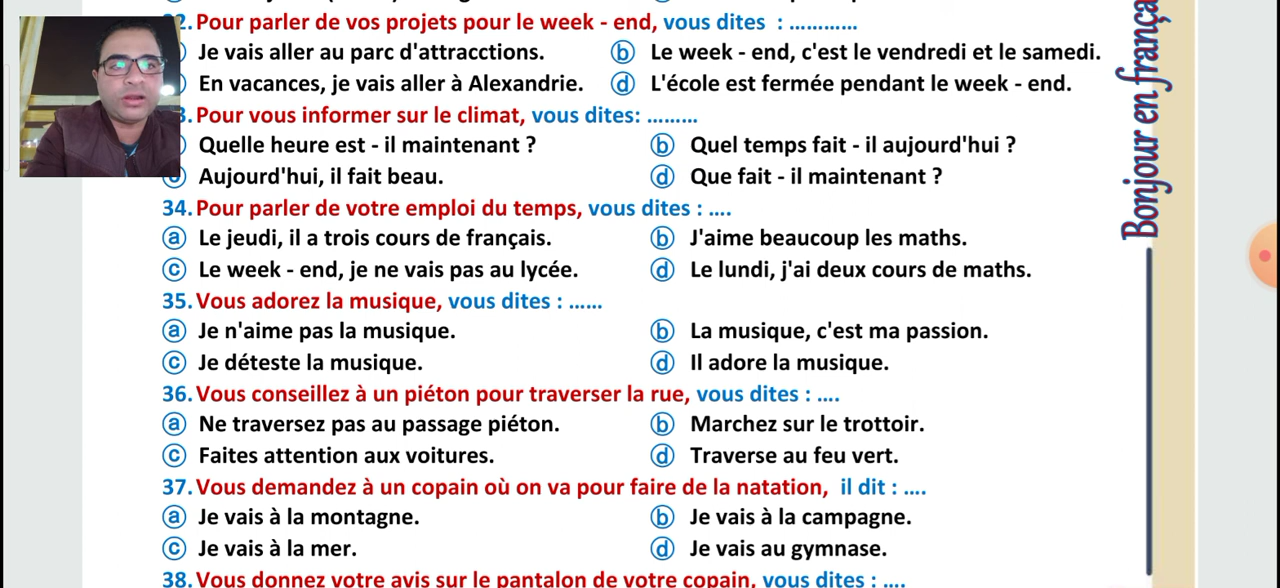 2. Pour parler de vos projets pour le week - end, vous dites : ............
Je vais aller au parc d'attracctions. ⓑ Le week - end, c'est le vendredi et le samedi.
En vacances, je vais aller à Alexandrie. ⓓ L'école est fermée pendant le week - end.
3. Pour vous informer sur le climat, vous dites: .........
Quelle heure est - il maintenant ? ⓑ Quel temps fait - il aujourd'hui ?
Aujourd'hui, il fait beau. ⓓ Que fait - il maintenant ?
34. Pour parler de votre emploi du temps, vous dites : ....
ⓐ Le jeudi, il a trois cours de français. ⓑ J'aime beaucoup les maths.
ⓒ Le week - end, je ne vais pas au lycée. ⓓ Le lundi, j'ai deux cours de maths.
35. Vous adorez la musique, vous dites : ......
ⓐ Je n'aime pas la musique. ⓑ La musique, c'est ma passion.
ⓒ Je déteste la musique. ⓓ Il adore la musique.
36. Vous conseillez à un piéton pour traverser la rue, vous dites : ....
ⓐ Ne traversez pas au passage piéton. ⓑ Marchez sur le trottoir.
ⓒ Faites attention aux voitures. ⓓ Traverse au feu vert.
37. Vous demandez à un copain où on va pour faire de la natation, il dit : ....
ⓐ Je vais à la montagne. ⓑ Je vais à la campagne.
ⓒ Je vais à la mer. ⓓ Je vais au gymnase.
38. Vous donnez votre avis sur le pantalon de votre copain, vous dites : ....
Bonjour en frança